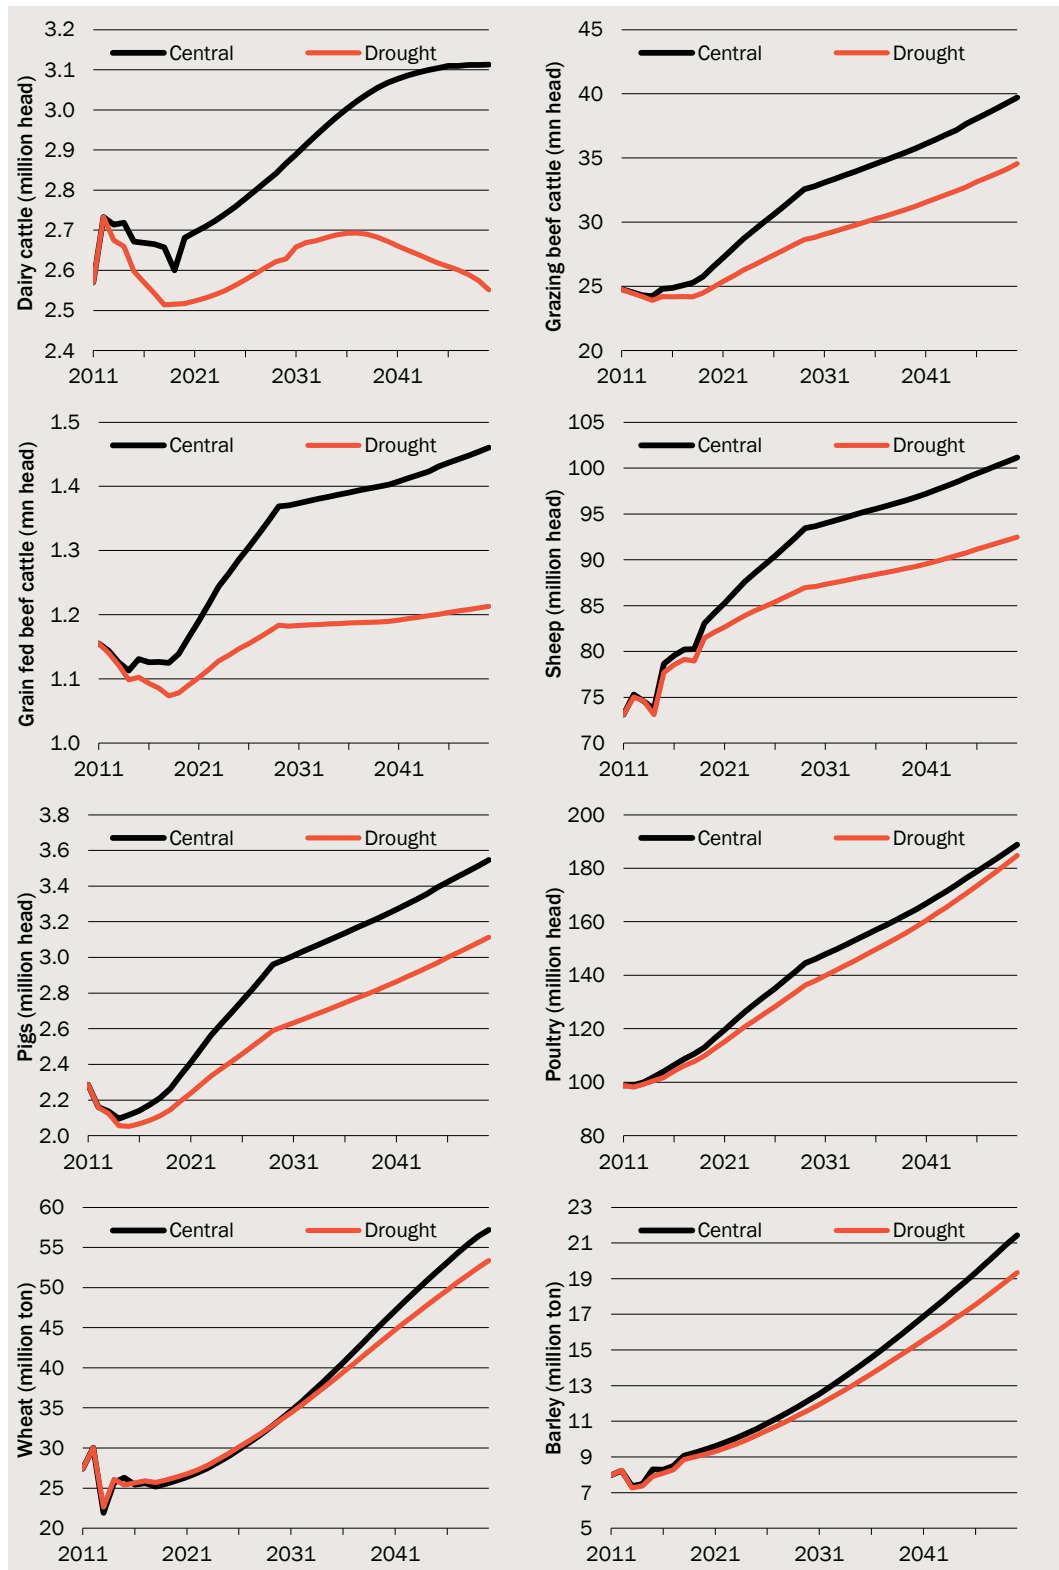 Dairy cattle (million head)
3.2
3.1
3.0
2.9
2.8
2.7
2.6
2.5
2.4
Central Drought
2011 2021 2031 2041
Grazing beef cattle (mn head)
45
40
35
30
25
20
Central Drought
2011 2021 2031 2041
Grain fed beef cattle (mn head)
1.5
1.4
1.3
1.2
1.1
1.0
Central Drought
2011 2021 2031 2041
Sheep (million head)
105
100
95
90
85
80
75
70
Central Drought
2011 2021 2031 2041
Pigs (million head)
3.8
3.6
3.4
3.2
3.0
2.8
2.6
2.4
2.2
2.0
Central Drought
2011 2021 2031 2041
Poultry (million head)
200
180
160
140
120
100
80
Central Drought
2011 2021 2031 2041
Wheat (million ton)
60
55
50
45
40
35
30
25
20
Central Drought
2011 2021 2031 2041
Barley (million ton)
23
21
19
17
15
13
11
9
7
5
Central Drought
2011 2021 2031 2041